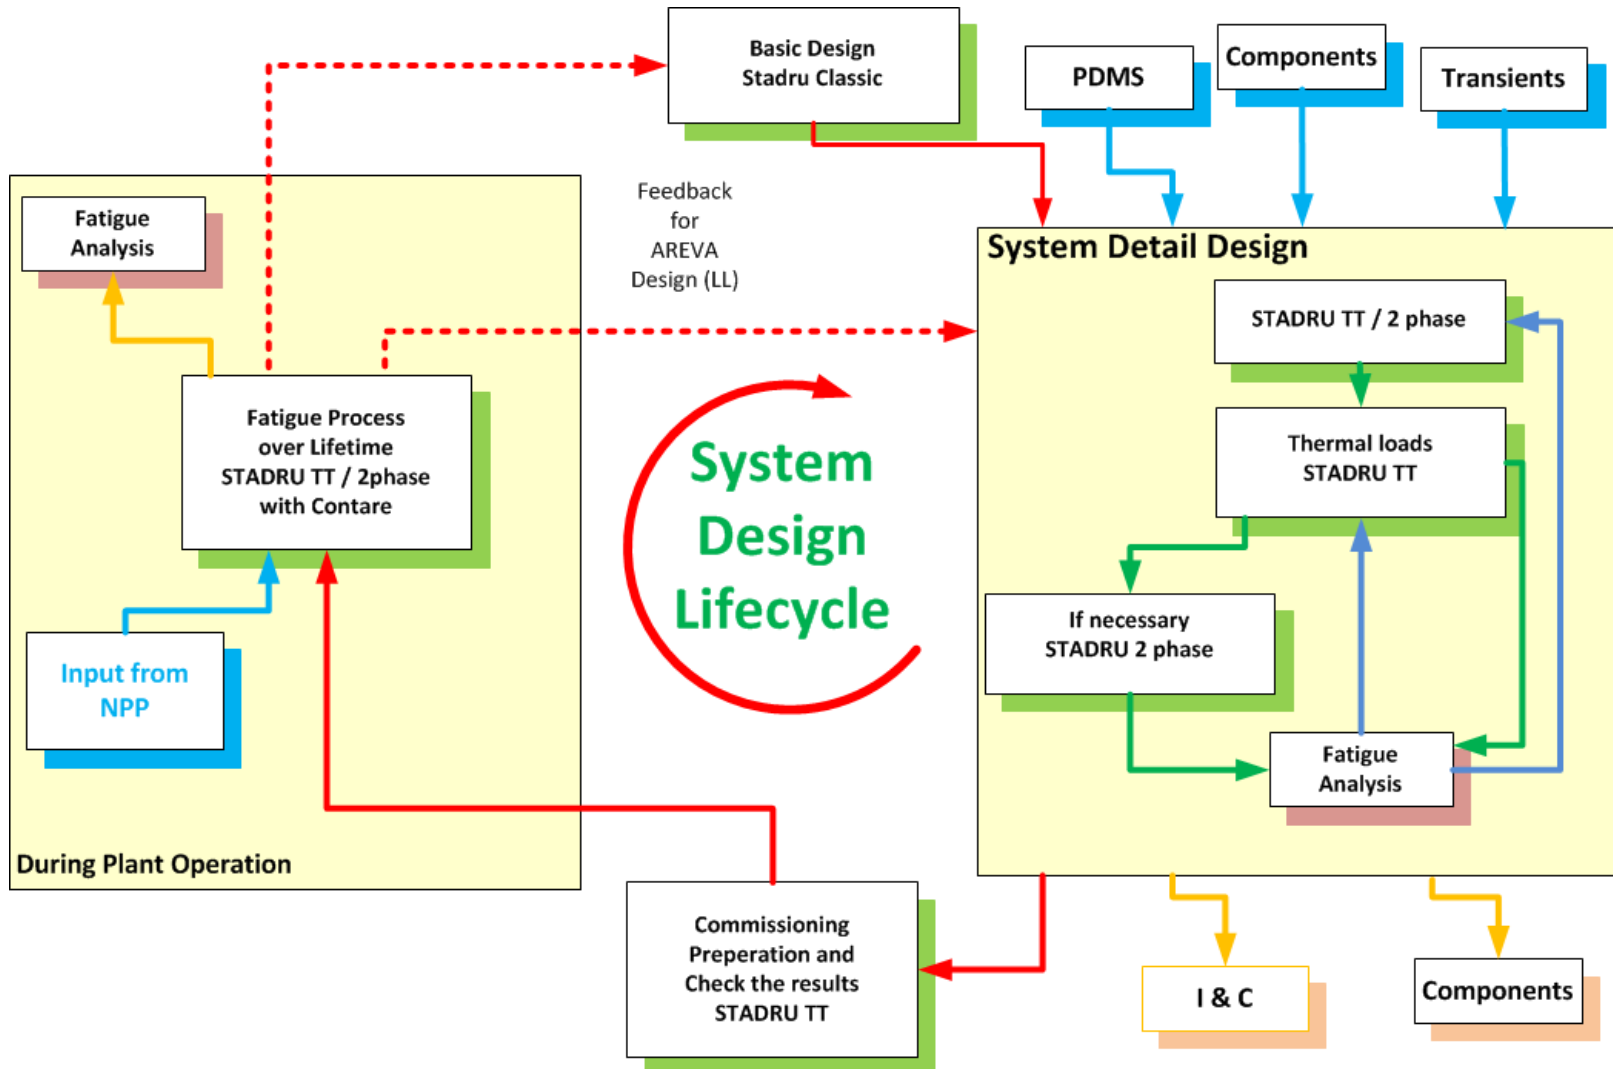 Basic Design
Stadru Classic
PDMS
Components
Transients
Feedback
for
AREVA
Design (LL)
Fatigue
Analysis
Fatigue Process
over Lifetime
STADRU TT / 2phase
with Contare
Input from
NPP
During Plant Operation
System
Design
Lifecycle
System Detail Design
STADRU TT / 2 phase
Thermal loads
STADRU TT
If necessary
STADRU 2 phase
Fatigue
Analysis
Commissioning
Preperation and
Check the results
STADRU TT
I & C
Components